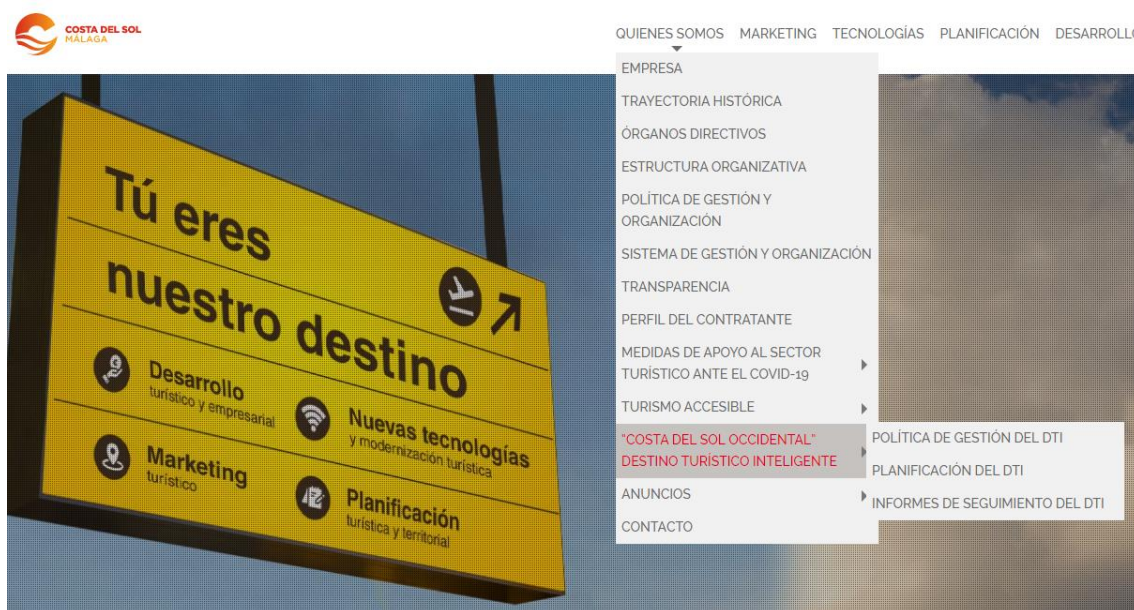 COSTA DEL SOL
MÁLAGA
QUIENES SOMOS MARKETING TECNOLOGÍAS PLANIFICACIÓN DESARROLLO
EMPRESA
TRAYECTORIA HISTÓRICA
ÓRGANOS DIRECTIVOS
ESTRUCTURA ORGANIZATIVA
POLÍTICA DE GESTIÓN Y
ORGANIZACIÓN
SISTEMA DE GESTIÓN Y ORGANIZACIÓN
TRANSPARENCIA
PERFIL DEL CONTRATANTE
MEDIDAS DE APOYO AL SECTOR
TURÍSTICO ANTE EL COVID-19
TURISMO ACCESIBLE
"COSTA DEL SOL OCCIDENTAL"
DESTINO TURÍSTICO INTELIGENTE
ANUNCIOS
CONTACTO
POLÍTICA DE GESTIÓN DEL DTI
PLANIFICACIÓN DEL DTI
INFORMES DE SEGUIMIENTO DEL DTI
Tú eres
nuestro destino
Desarrollo
turístico y empresarial
Nuevas tecnologías
y modernización turística
Marketing
turístico
Planificación
turística y territorial